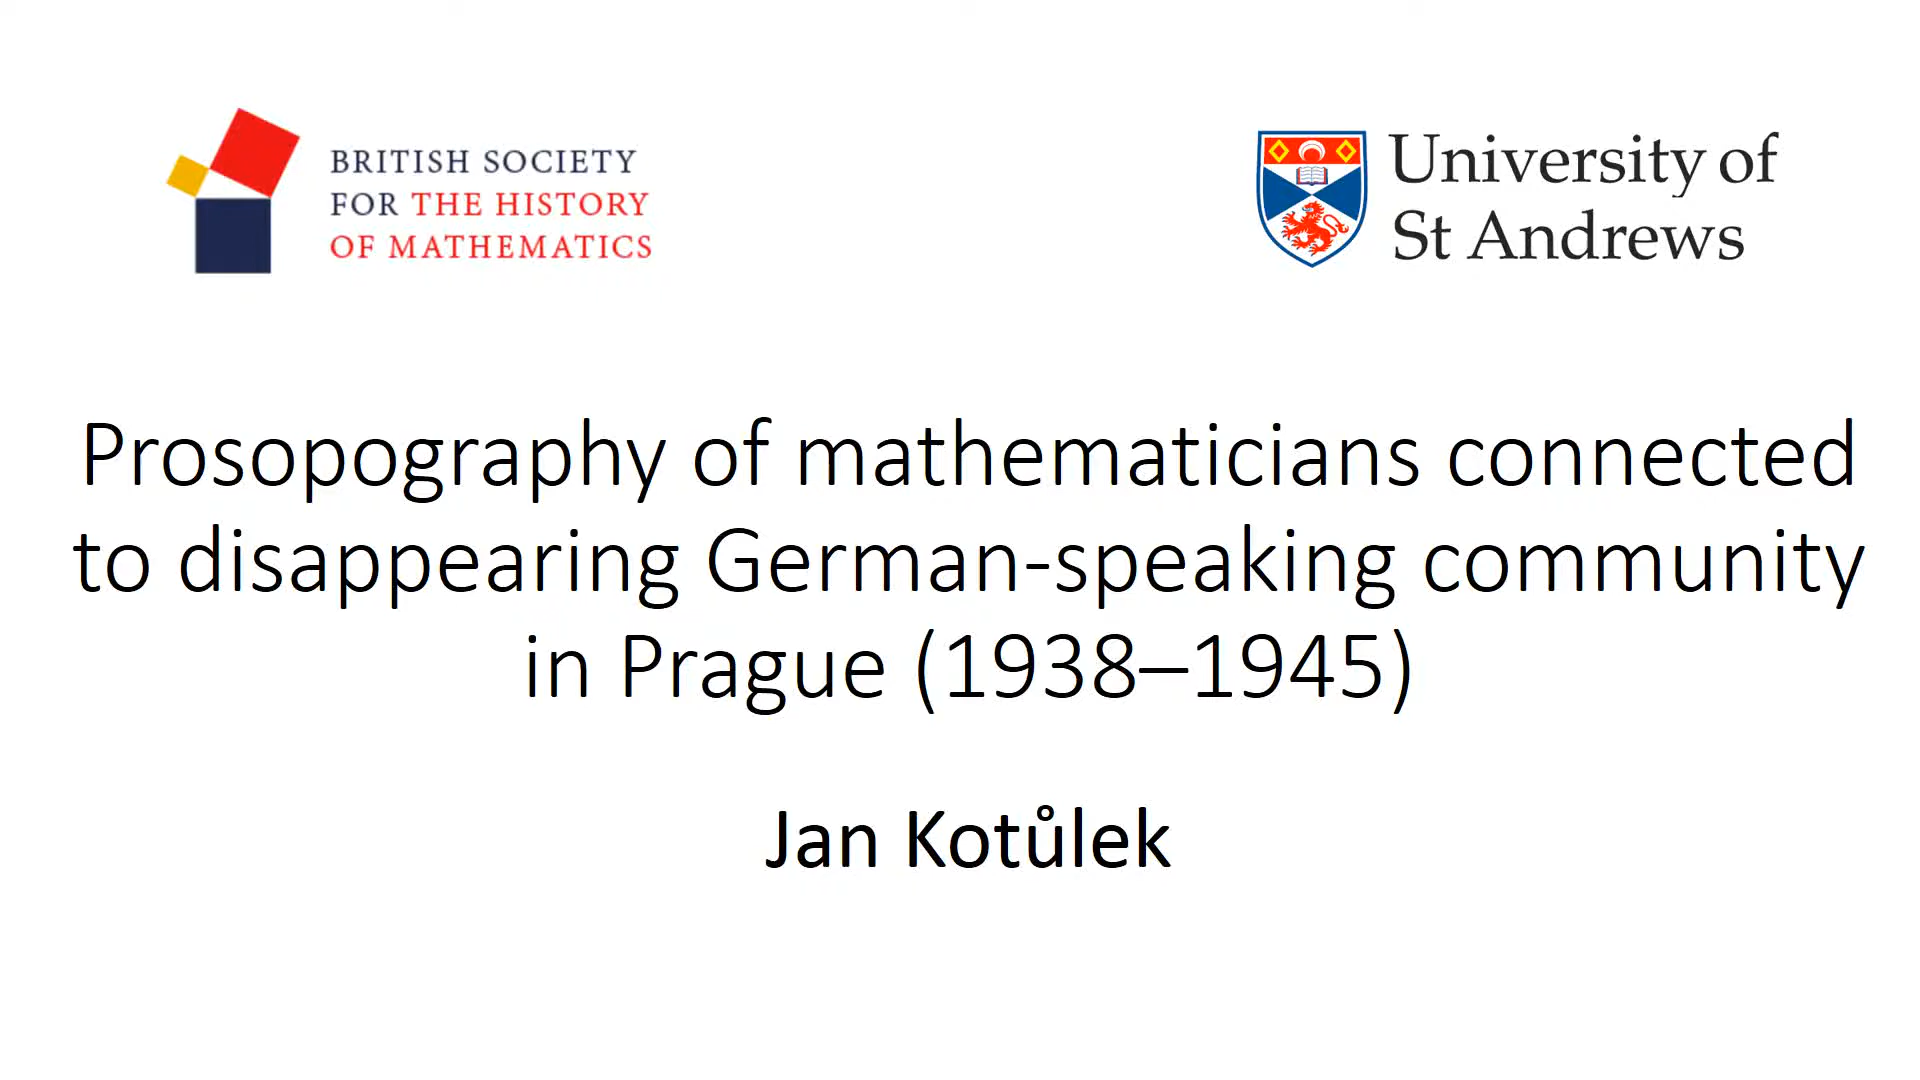 BRITISH SOCIETY
FOR THE HISTORY
OF MATHEMATICS
University of
St Andrews
Prosopography of mathematicians connected
to disappearing German-speaking community
in Prague (1938–1945)
Jan Kotůlek